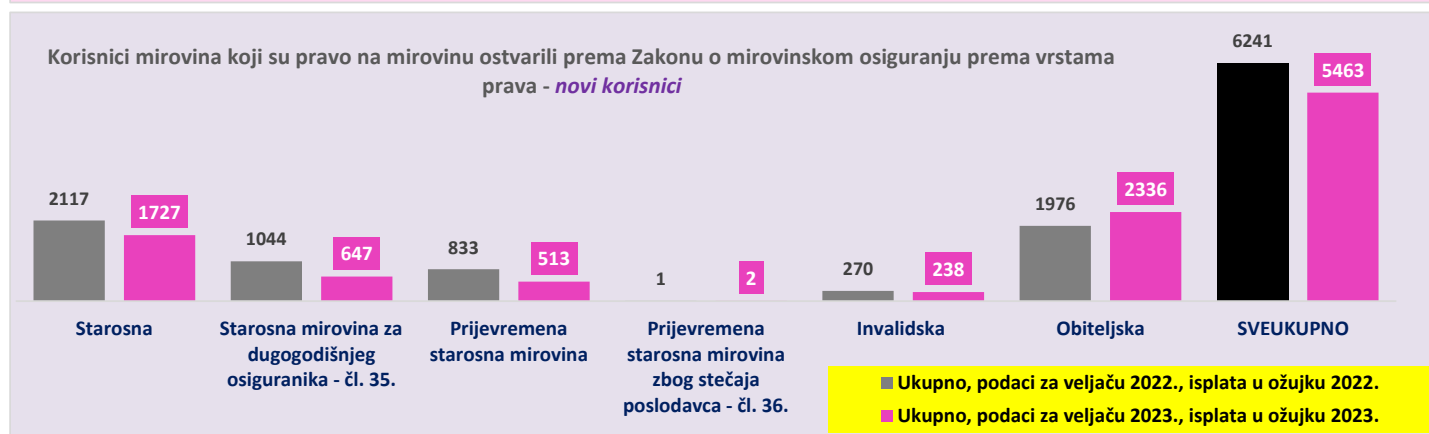 Korisnici mirovina koji su pravo na mirovinu ostvarili prema Zakonu o mirovinskom osiguranju prema vrstama
prava - novi korisnici
2117
1727
1044
647
833
513
1
2
270
238
1976
2336
6241
5463
Starosna
Starosna mirovina za
dugogodišnjeg
osiguranika - čl. 35.
Prijevremena
starosna mirovina
Prijevremena
starosna mirovina
zbog stečaja
poslodavca - čl. 36.
Invalidska
Obiteljska
SVEUKUPNO
Ukupno, podaci za veljaču 2022., isplata u ožujku 2022.
Ukupno, podaci za veljaču 2023., isplata u ožujku 2023.